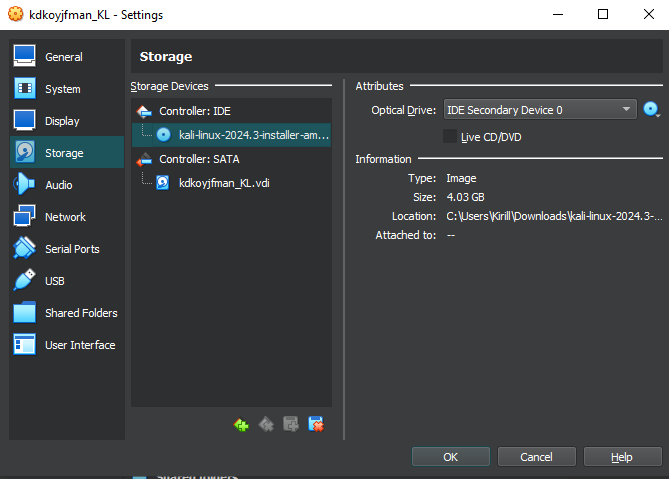 kdkoyjfman_KL - Settings
General
System
Display
Storage
Audio
Network
Serial Ports
USB
Shared Folders
User Interface
Storage
Storage Devices
Controller: IDE
kali-linux-2024.3-installer-am...
Controller: SATA
kdkoyjfman_KL.vdi
Attributes
Optical Drive: IDE Secondary Device 0
Live CD/DVD
Information
Type: Image
Size: 4.03 GB
Location: C:\Users\Kirill\Downloads\kali-linux-2024.3-...
Attached to: --
OK Cancel Help
Shared folders